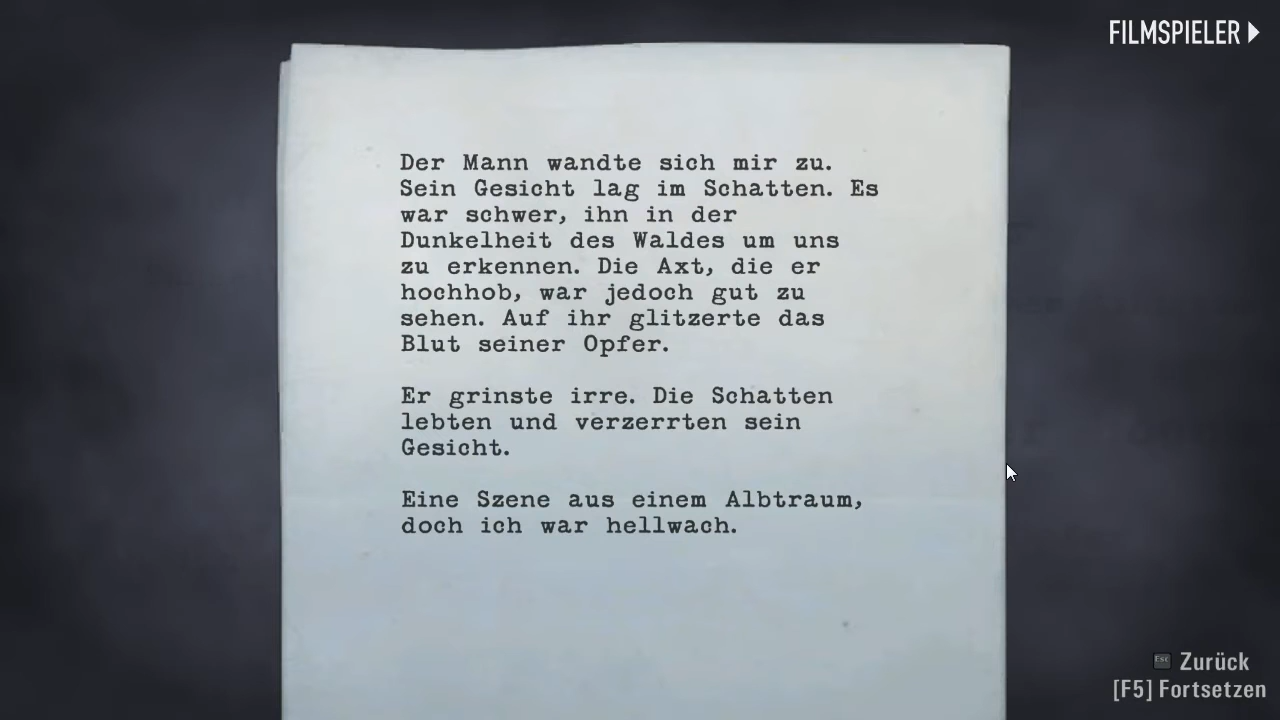 FILMSPIELER
Der Mann wandte sich mir zu.
Sein Gesicht lag im Schatten. Es
war schwer, ihn in der
Dunkelheit des Waldes um uns
zu erkennen. Die Axt, die er
hochhob, war jedoch gut zu
sehen. Auf ihr glitzerte das
Blut seiner Opfer.
Er grinste irre. Die Schatten
lebten und verzerrten sein
Gesicht.
Eine Szene aus einem Albtraum,
doch ich war hellwach.
Esc Zurück
[F5] Fortsetzen